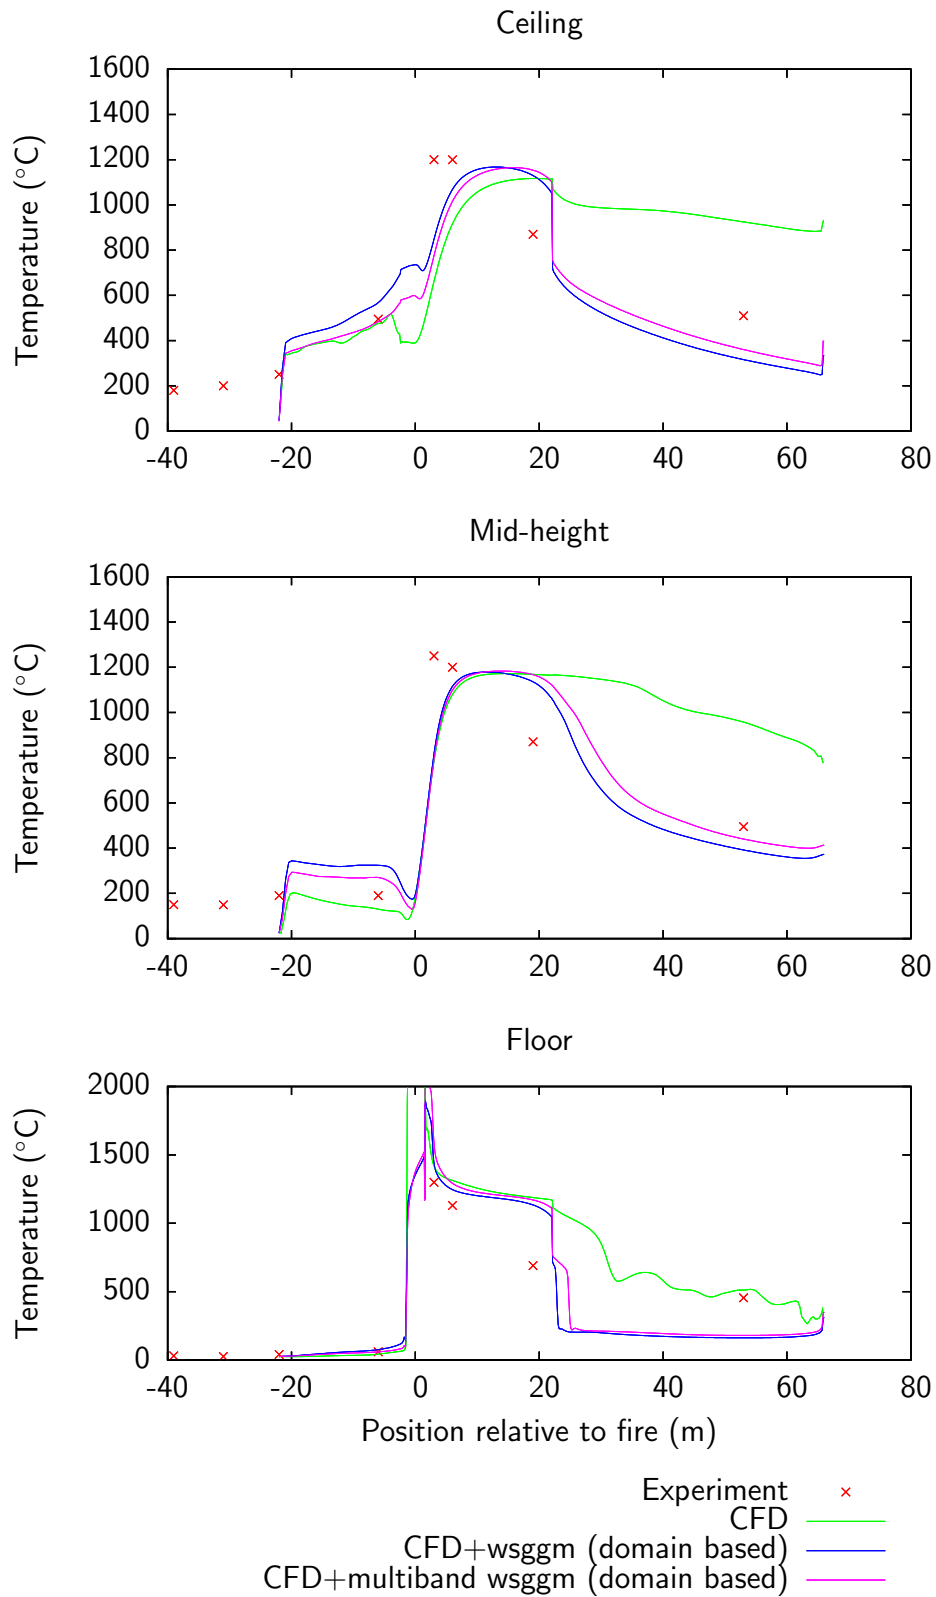 Ceiling
1600
1400
1200
1000
800
600
400
200
0
Temperature (°C)
-40 -20 0 20 40 60 80
Mid-height
1600
1400
1200
1000
800
600
400
200
0
Temperature (°C)
-40 -20 0 20 40 60 80
Floor
2000
1500
1000
500
0
Temperature (°C)
-40 -20 0 20 40 60 80
Position relative to fire (m)
Experiment
CFD
CFD+wsggm (domain based)
CFD+multiband wsggm (domain based)